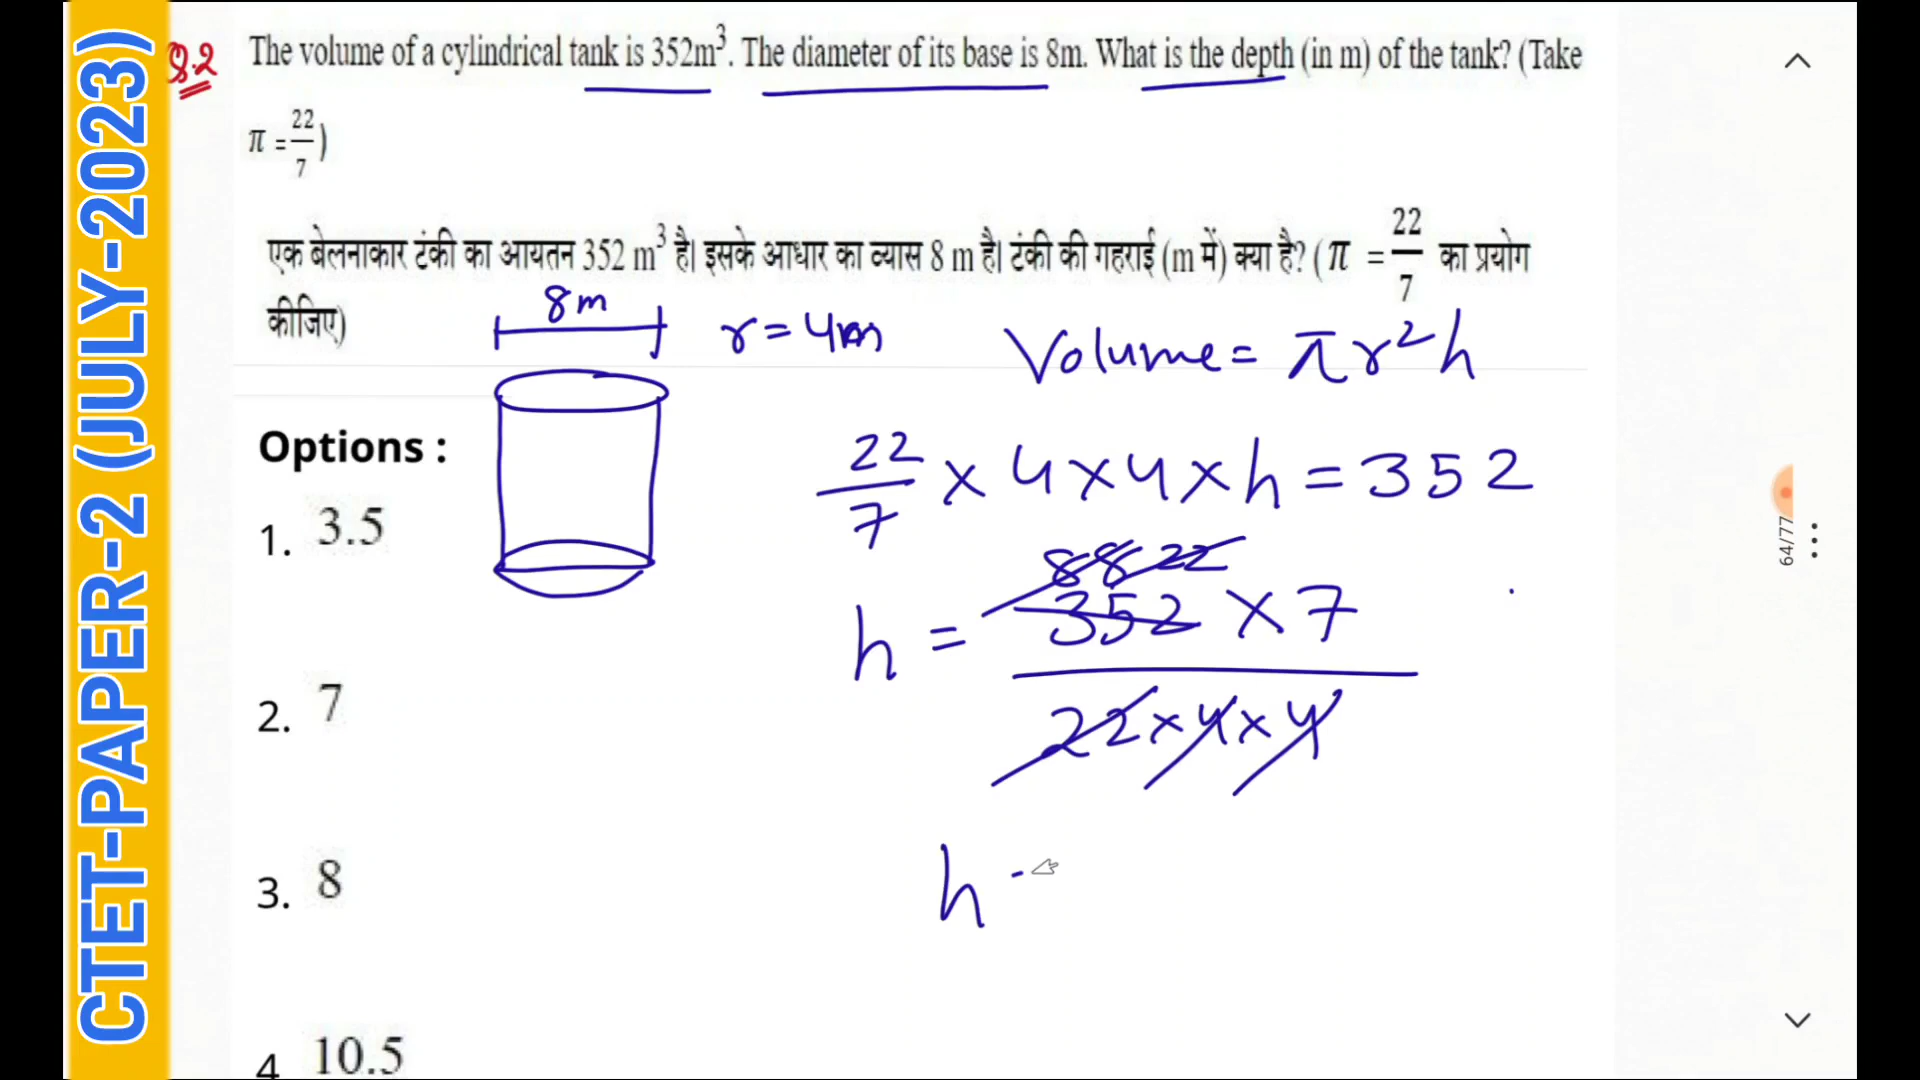 CTET-PAPER-2 (JULY-2023)
Q.2
The volume of a cylindrical tank is 352m³. The diameter of its base is 8m. What is the depth (in m) of the tank? (Take
π = 22/7)
एक बेलनाकार टंकी का आयतन 352 m³ है। इसके आधार का व्यास 8 m है। टंकी की गहराई (m में) क्या है? (π = 22/7 का प्रयोग
कीजिए)
8m
r = 4m
Volume = πr²h
Options :
22/7 × 4 × 4 × h = 352
1. 3.5
88 22
h = 352 × 7
22 × 4 × 4
2. 7
3. 8
h -
4 10.5
64/77